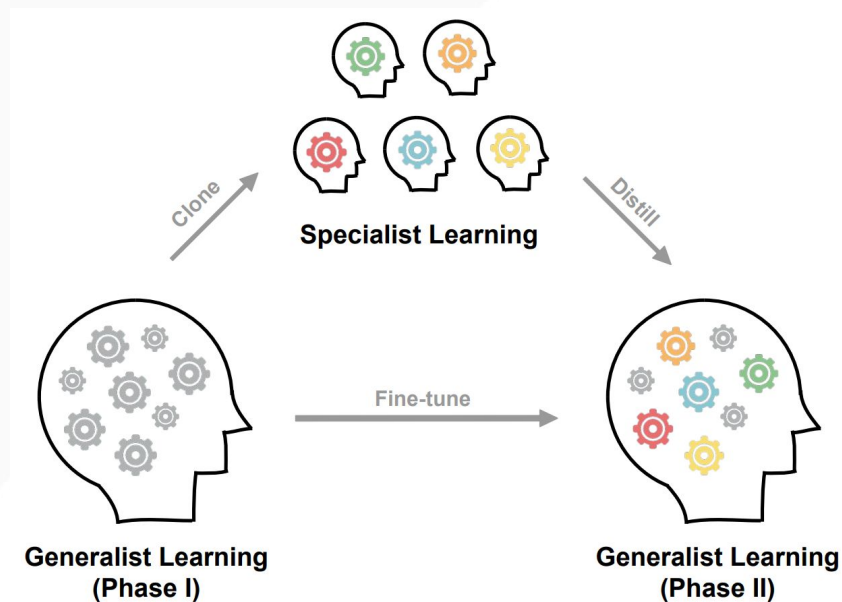 Clone
Distill
Specialist Learning
Fine-tune
Generalist Learning
(Phase I)
Generalist Learning
(Phase II)